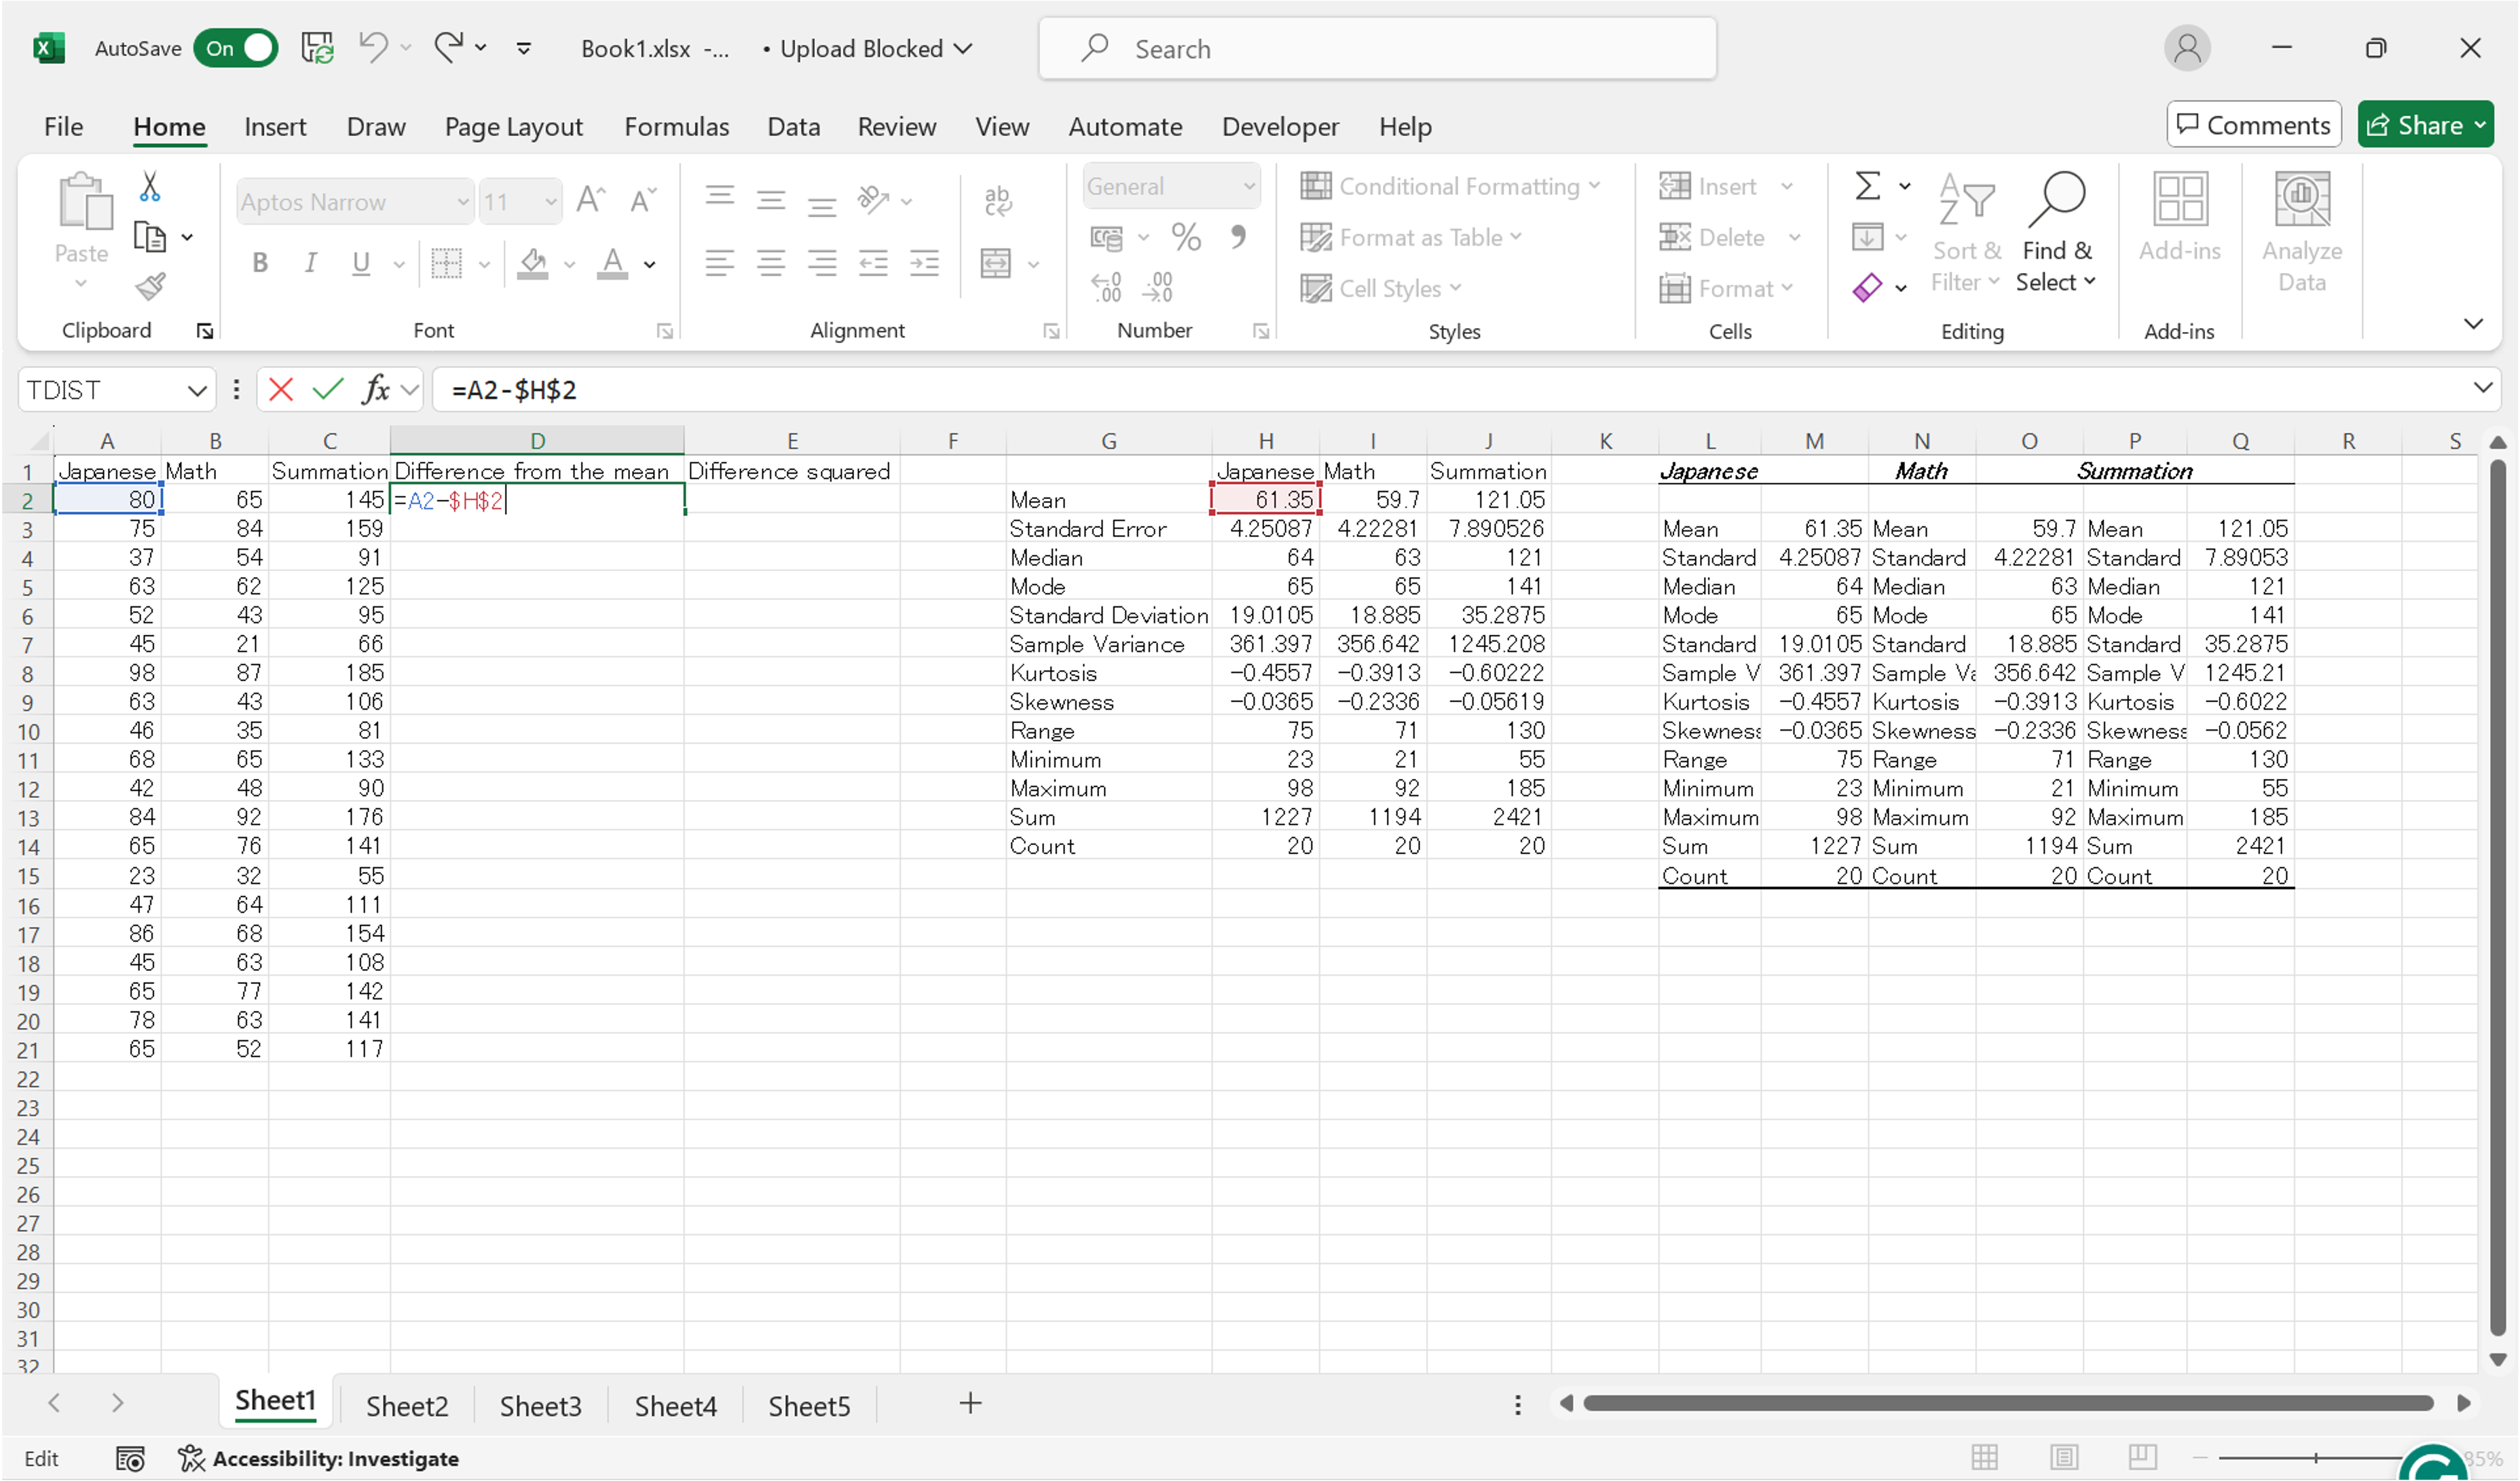 AutoSave On Book1.xlsx -... • Upload Blocked Search
File Home Insert Draw Page Layout Formulas Data Review View Automate Developer Help Comments Share
Aptos Narrow 11 General Conditional Formatting Insert
Paste B I U Format as Table Delete Sort & Filter Find & Select Add-ins Analyze Data
Cell Styles Format
Clipboard Font Alignment Number Styles Cells Editing Add-ins
TDIST fx =A2-$H$2
A B C D E F G H I J K L M N O P Q R S
1 Japanese Math Summation Difference from the mean Difference squared Japanese Math Summation Japanese Math Summation
2 80 65 145 =A2-$H$2 Mean 61.35 59.7 121.05
3 75 84 159 Standard Error 4.25087 4.22281 7.890526 Mean 61.35 Mean 59.7 Mean 121.05
4 37 54 91 Median 64 63 121 Standard 4.25087 Standard 4.22281 Standard 7.89053
5 63 62 125 Mode 65 65 141 Median 64 Median 63 Median 121
6 52 43 95 Standard Deviation 19.0105 18.885 35.2875 Mode 65 Mode 65 Mode 141
7 45 21 66 Sample Variance 361.397 356.642 1245.208 Standard 19.0105 Standard 18.885 Standard 35.2875
8 98 87 185 Kurtosis -0.4557 -0.3913 -0.60222 Sample V 361.397 Sample Va 356.642 Sample V 1245.21
9 63 43 106 Skewness -0.0365 -0.2336 -0.05619 Kurtosis -0.4557 Kurtosis -0.3913 Kurtosis -0.6022
10 46 35 81 Range 75 71 130 Skewness -0.0365 Skewness -0.2336 Skewness -0.0562
11 68 65 133 Minimum 23 21 55 Range 75 Range 71 Range 130
12 42 48 90 Maximum 98 92 185 Minimum 23 Minimum 21 Minimum 55
13 84 92 176 Sum 1227 1194 2421 Maximum 98 Maximum 92 Maximum 185
14 65 76 141 Count 20 20 20 Sum 1227 Sum 1194 Sum 2421
15 23 32 55 Count 20 Count 20 Count 20
16 47 64 111
17 86 68 154
18 45 63 108
19 65 77 142
20 78 63 141
21 65 52 117
22
23
24
25
26
27
28
29
30
31
32
Sheet1 Sheet2 Sheet3 Sheet4 Sheet5
Edit Accessibility: Investigate 85%